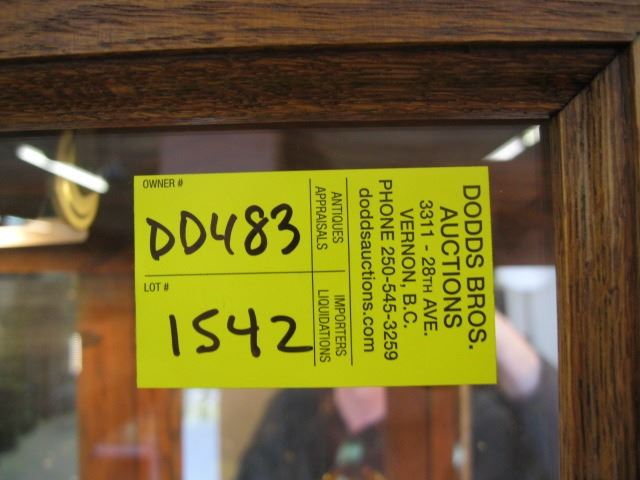 OWNER #
DD483
LOT #
1542
DODDS BROS.
AUCTIONS
3311 - 28TH AVE.
VERNON, B.C.
PHONE 250-545-3259
doddsauctions.com
ANTIQUES
APPRAISALS
IMPORTERS
LIQUIDATIONS